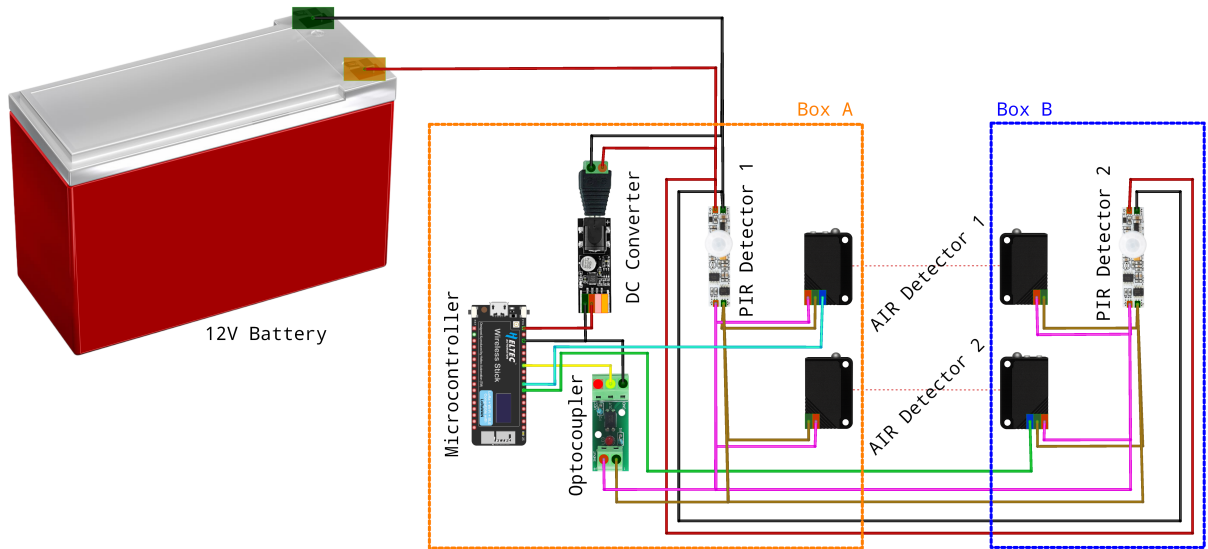 Box A
Box B
PIR Detector 1
PIR Detector 2
DC Converter
AIR Detector 1
12V Battery
Microcontroller
HELTEC
Wireless Stick
AIR Detector 2
Optocoupler